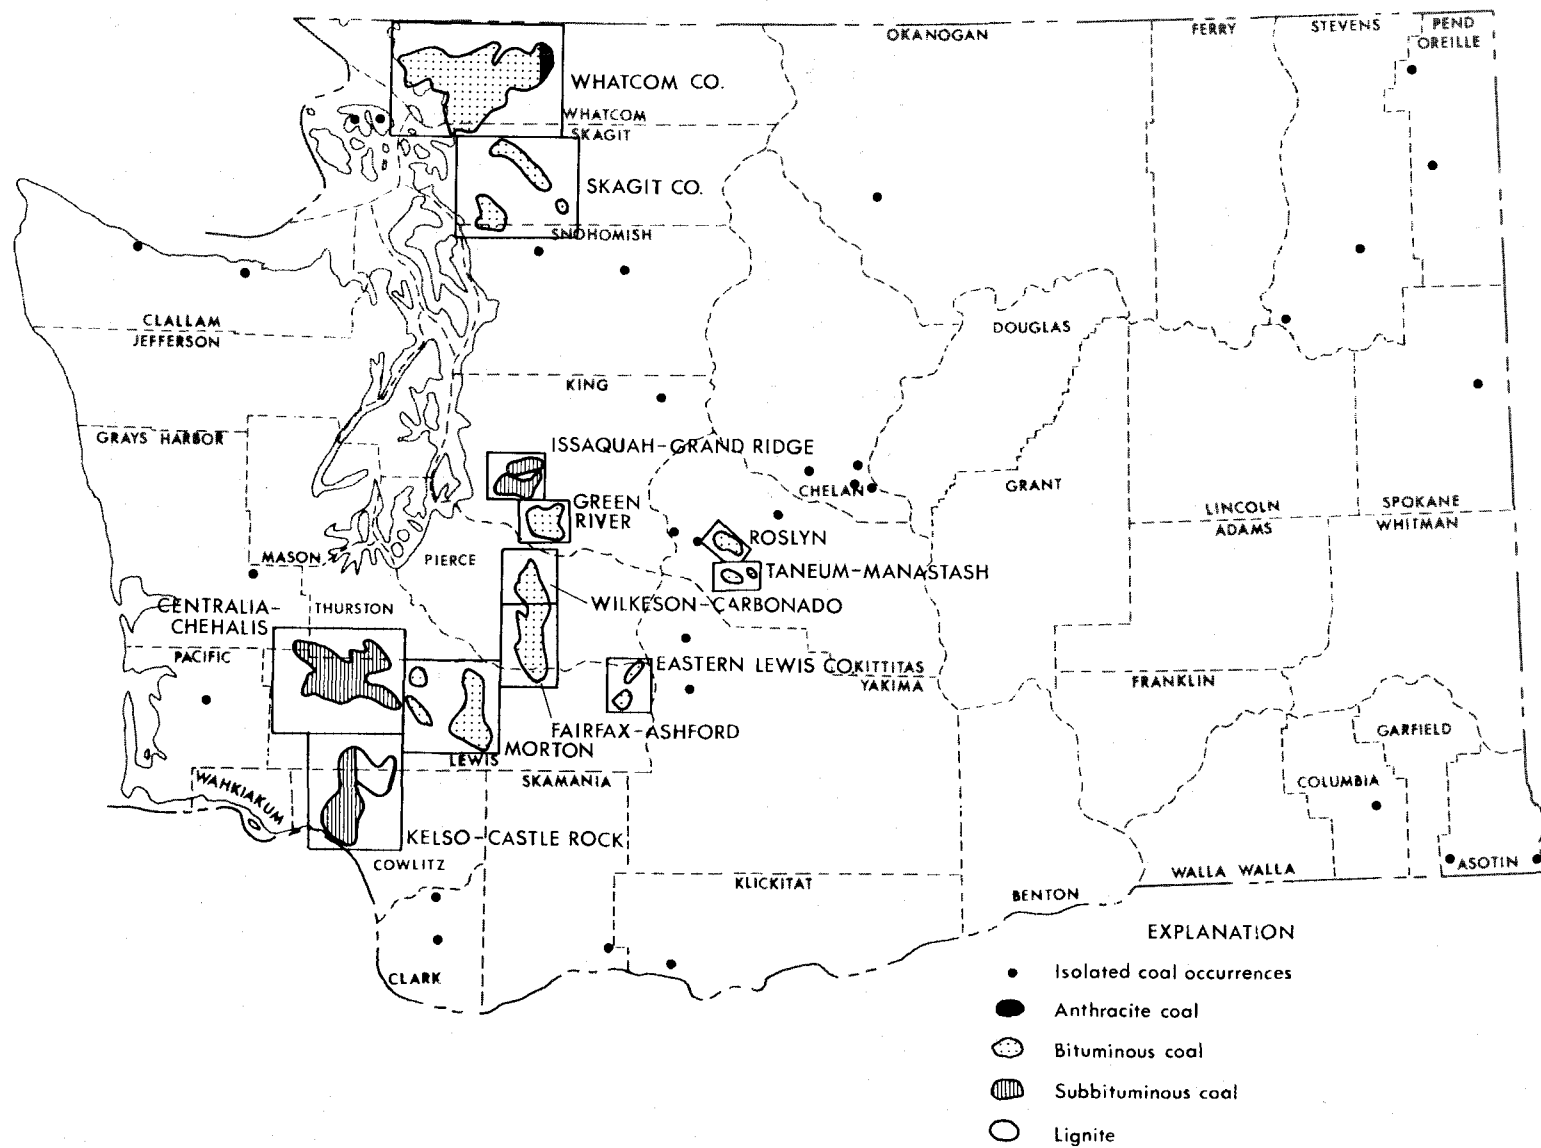 OKANOGAN
FERRY
STEVENS
PEND
OREILLE
WHATCOM CO.
WHATCOM
SKAGIT
SKAGIT CO.
SNOHOMISH
CLALLAM
JEFFERSON
DOUGLAS
KING
GRAYS HARBOR
ISSAQUAH-GRAND RIDGE
CHELAN
GRANT
GREEN
RIVER
LINCOLN
ADAMS
SPOKANE
WHITMAN
ROSLYN
MASON
PIERCE
TANEUM-MANASTASH
CENTRALIA-
CHEHALIS
THURSTON
WILKESON-CARBONADO
PACIFIC
EASTERN LEWIS CO
KITTITAS
YAKIMA
FRANKLIN
FAIRFAX-ASHFORD
GARFIELD
MORTON
LEWIS
WAHKIAKUM
SKAMANIA
COLUMBIA
KELSO-CASTLE ROCK
COWLITZ
ASOTIN
WALLA WALLA
KLICKITAT
BENTON
CLARK
EXPLANATION
Isolated coal occurrences
Anthracite coal
Bituminous coal
Subbituminous coal
Lignite